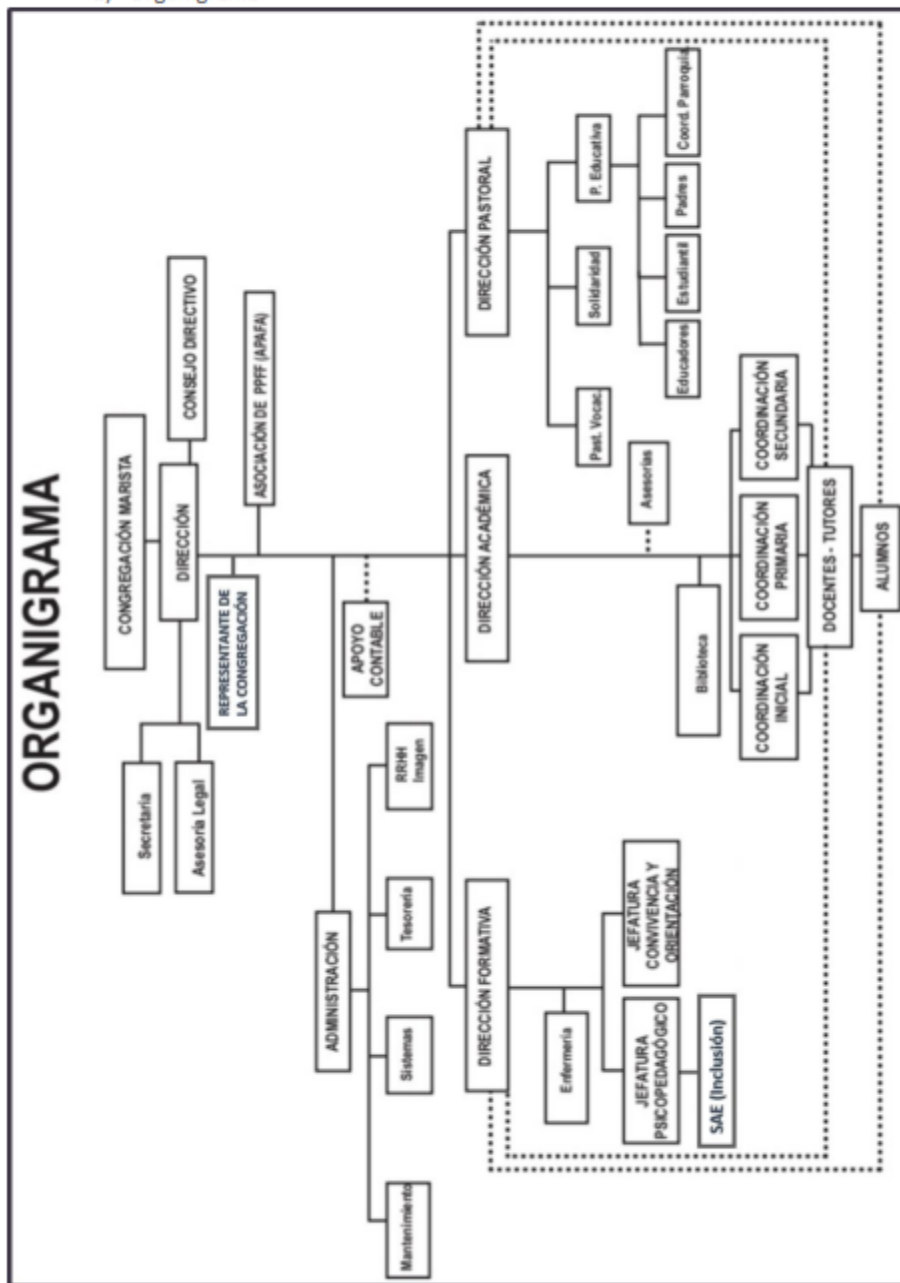 ORGANIGRAMA
CONGREGACIÓN MARISTA
DIRECCIÓN
CONSEJO DIRECTIVO
Secretaria
Asesoría Legal
REPRESENTANTE DE
LA CONGREGACIÓN
ASOCIACIÓN DE PPFF (APAFA)
ADMINISTRACIÓN
APOYO
CONTABLE
Mantenimiento
Sistemas
Tesorería
RRHH
Imagen
DIRECCIÓN FORMATIVA
DIRECCIÓN ACADÉMICA
DIRECCIÓN PASTORAL
Enfermería
JEFATURA
PSICOPEDAGÓGICO
JEFATURA
CONVIVENCIA Y
ORIENTACIÓN
SAE (Inclusión)
Past. Vocac.
Solidaridad
P. Educativa
Educadores
Estudiantil
Padres
Coord. Parroquia
Asesorías
Biblioteca
COORDINACIÓN
INICIAL
COORDINACIÓN
PRIMARIA
COORDINACIÓN
SECUNDARIA
DOCENTES - TUTORES
ALUMNOS